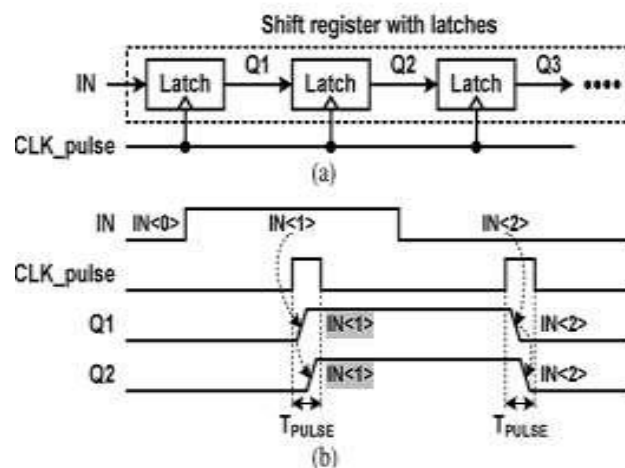 Shift register with latches
IN Latch Q1 Latch Q2 Latch Q3
CLK_pulse
(a)
IN IN<0> IN<1> IN<2>
CLK_pulse
Q1 IN<1> IN<2>
Q2 IN<1> IN<2>
TPULSE TPULSE
(b)